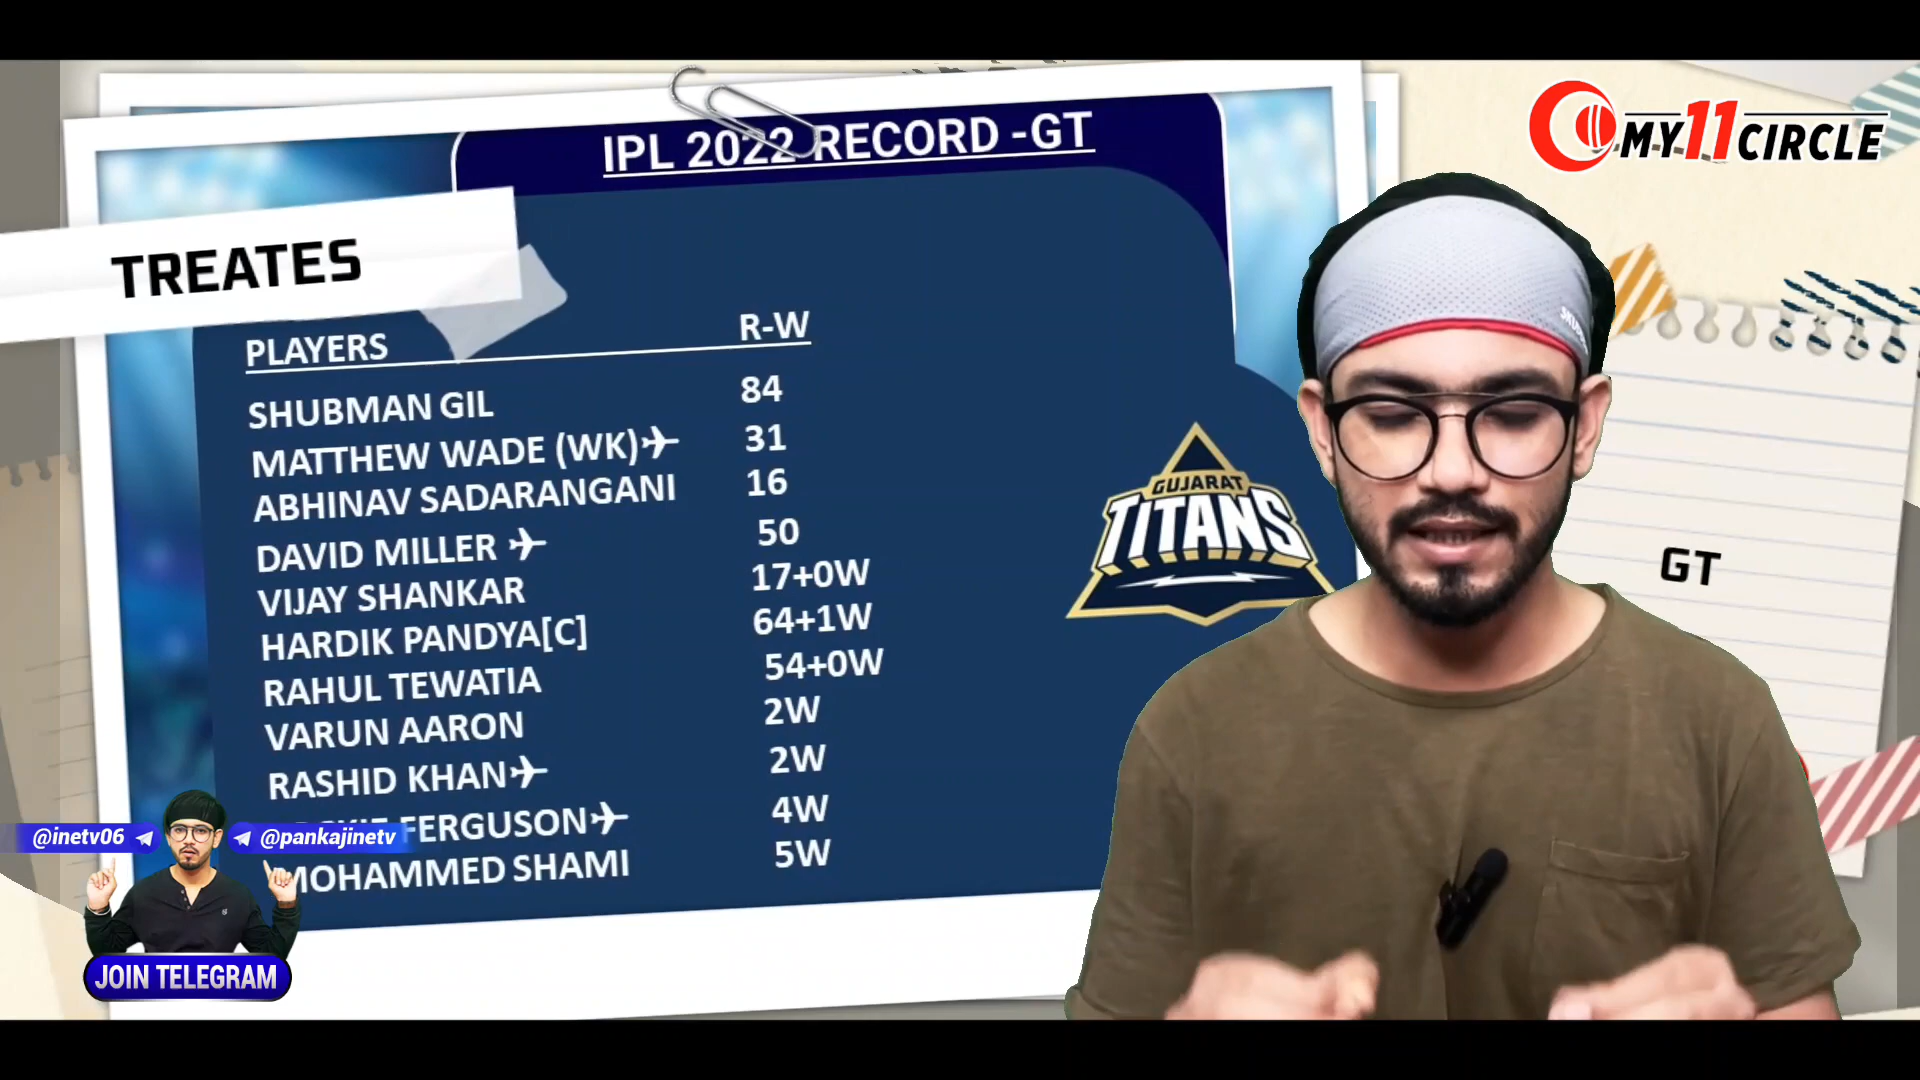 IPL 2022 RECORD -GT
MY11CIRCLE
TREATES
PLAYERS R-W
SHUBMAN GIL 84
MATTHEW WADE (WK) 31
ABHINAV SADARANGANI 16
DAVID MILLER 50
VIJAY SHANKAR 17+0W
HARDIK PANDYA[C] 64+1W
RAHUL TEWATIA 54+0W
VARUN AARON 2W
RASHID KHAN 2W
FERGUSON 4W
MOHAMMED SHAMI 5W
GUJARAT
TITANS
GT
@inetv06 @pankajinetv
JOIN TELEGRAM